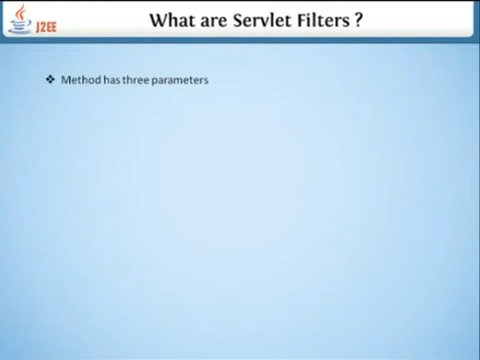 J2EE
What are Servlet Filters ?
❖ Method has three parameters